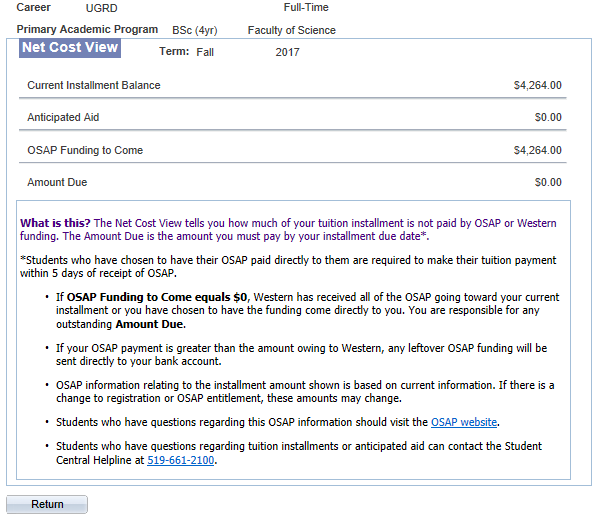 Career UGRD Full-Time
Primary Academic Program BSc (4yr) Faculty of Science
Net Cost View Term: Fall 2017
Current Installment Balance $4,264.00
Anticipated Aid $0.00
OSAP Funding to Come $4,264.00
Amount Due $0.00
What is this? The Net Cost View tells you how much of your tuition installment is not paid by OSAP or Western
funding. The Amount Due is the amount you must pay by your installment due date*.
*Students who have chosen to have their OSAP paid directly to them are required to make their tuition payment
within 5 days of receipt of OSAP.
• If OSAP Funding to Come equals $0, Western has received all of the OSAP going toward your current
installment or you have chosen to have the funding come directly to you. You are responsible for any
outstanding Amount Due.
• If your OSAP payment is greater than the amount owing to Western, any leftover OSAP funding will be
sent directly to your bank account.
• OSAP information relating to the installment amount shown is based on current information. If there is a
change to registration or OSAP entitlement, these amounts may change.
• Students who have questions regarding this OSAP information should visit the OSAP website.
• Students who have questions regarding tuition installments or anticipated aid can contact the Student
Central Helpline at 519-661-2100.
Return